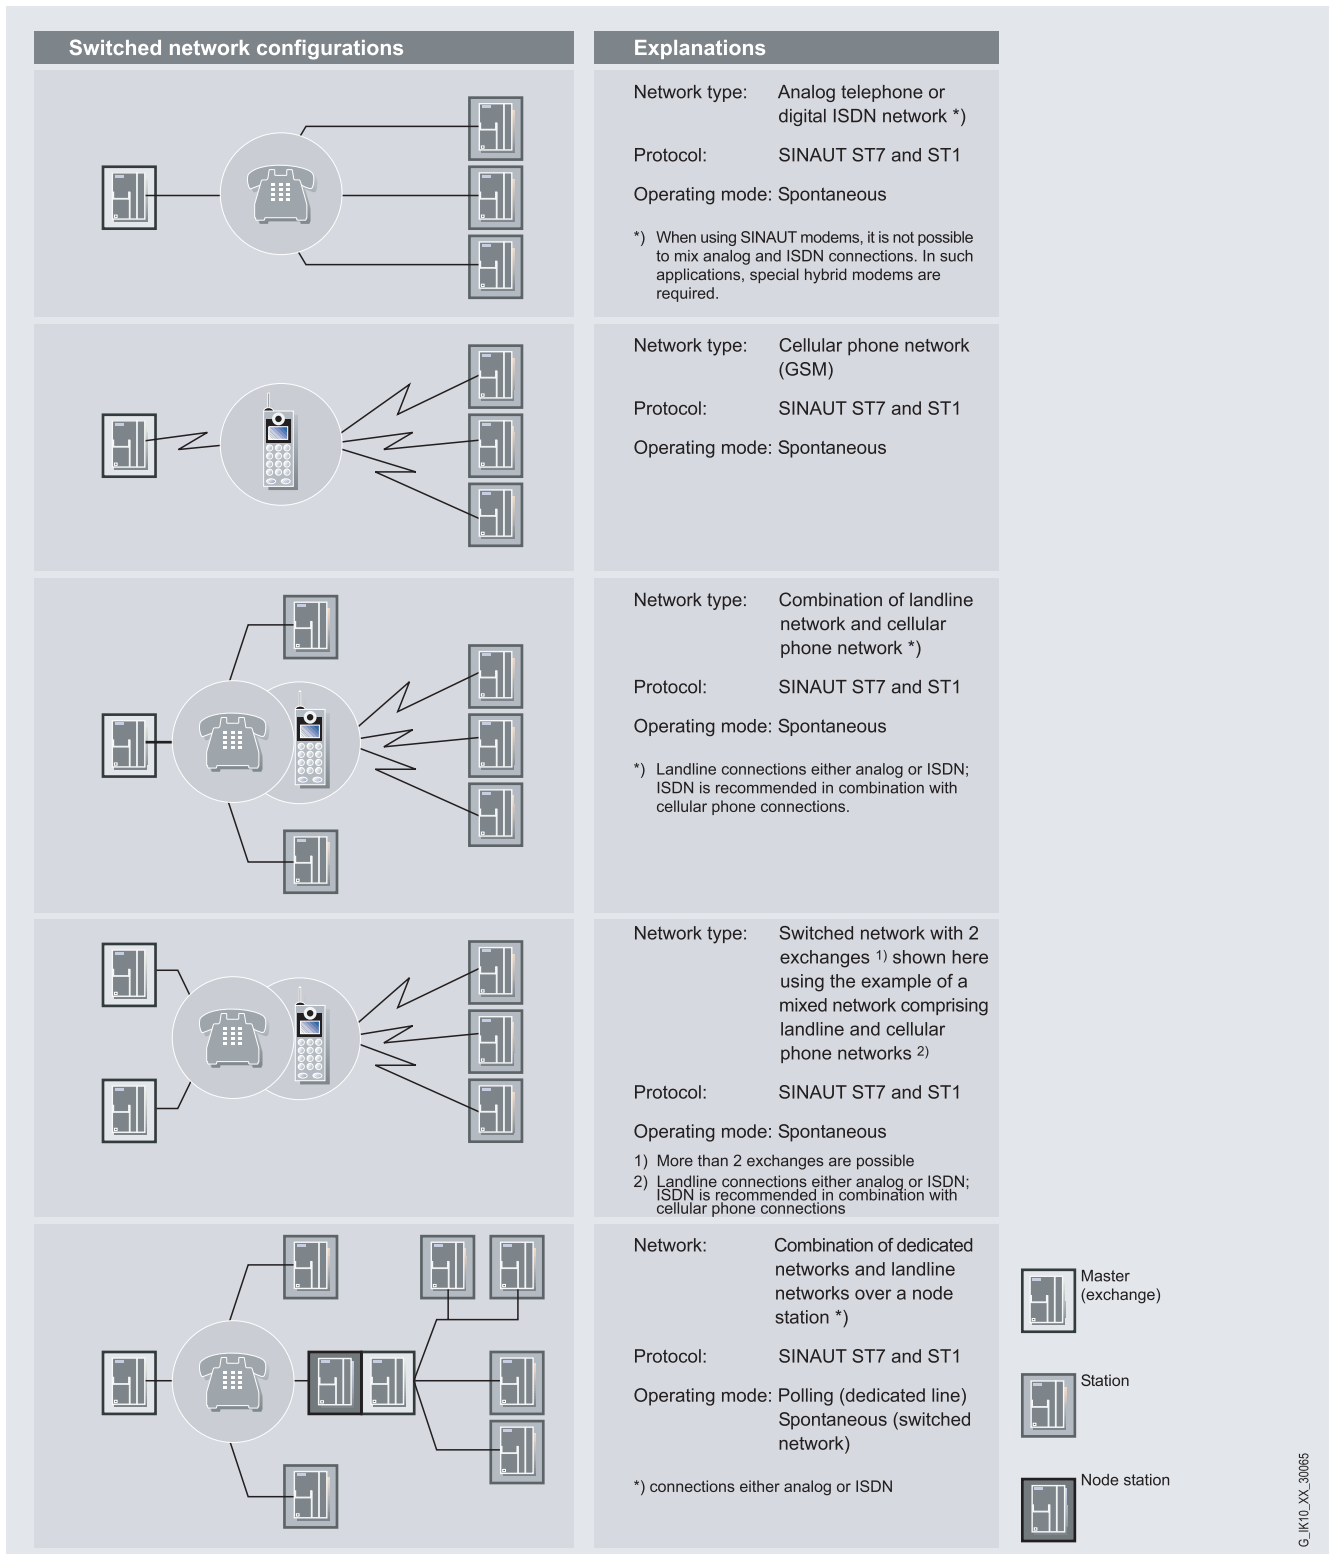 Switched network configurations
Explanations
Network type: Analog telephone or
digital ISDN network *)
Protocol: SINAUT ST7 and ST1
Operating mode: Spontaneous
*) When using SINAUT modems, it is not possible
to mix analog and ISDN connections. In such
applications, special hybrid modems are
required.
Network type: Cellular phone network
(GSM)
Protocol: SINAUT ST7 and ST1
Operating mode: Spontaneous
Network type: Combination of landline
network and cellular
phone network *)
Protocol: SINAUT ST7 and ST1
Operating mode: Spontaneous
*) Landline connections either analog or ISDN;
ISDN is recommended in combination with
cellular phone connections.
Network type: Switched network with 2
exchanges 1) shown here
using the example of a
mixed network comprising
landline and cellular
phone networks 2)
Protocol: SINAUT ST7 and ST1
Operating mode: Spontaneous
1) More than 2 exchanges are possible
2) Landline connections either analog or ISDN;
ISDN is recommended in combination with
cellular phone connections
Network: Combination of dedicated
networks and landline
networks over a node
station *)
Protocol: SINAUT ST7 and ST1
Operating mode: Polling (dedicated line)
Spontaneous (switched
network)
*) connections either analog or ISDN
Master
(exchange)
Station
Node station
G_IK10_XX_30065